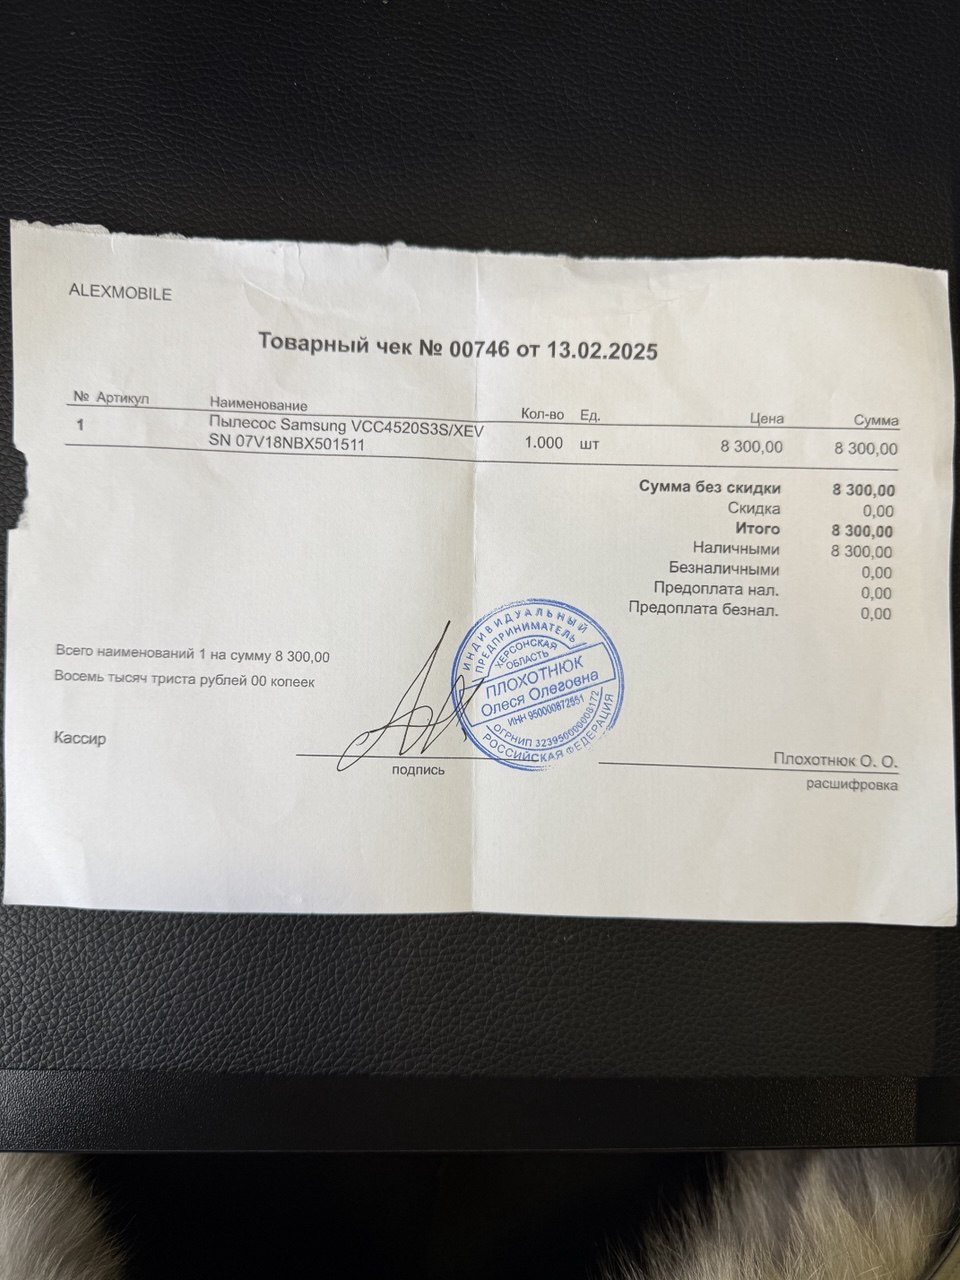 ALEXMOBILE
Товарный чек № 00746 от 13.02.2025
№ Артикул Наименование Кол-во Ед. Цена Сумма
1 Пылесос Samsung VCC4520S3S/XEV 1.000 шт 8 300,00 8 300,00
SN 07V18NBX501511
Сумма без скидки 8 300,00
Скидка 0,00
Итого 8 300,00
Наличными 8 300,00
Безналичными 0,00
Предоплата нал. 0,00
Предоплата безнал. 0,00
Всего наименований 1 на сумму 8 300,00
Восемь тысяч триста рублей 00 копеек
ИНДИВИДУАЛЬНЫЙ
ПРЕДПРИНИМАТЕЛЬ
ХЕРСОНСКАЯ
ОБЛАСТЬ
ПЛОХОТНЮК
Олеся Олеговна
ИНН 950000872551
ОГРНИП 323950000008172
РОССИЙСКАЯ ФЕДЕРАЦИЯ
Кассир
Плохотнюк О. О.
подпись
расшифровка